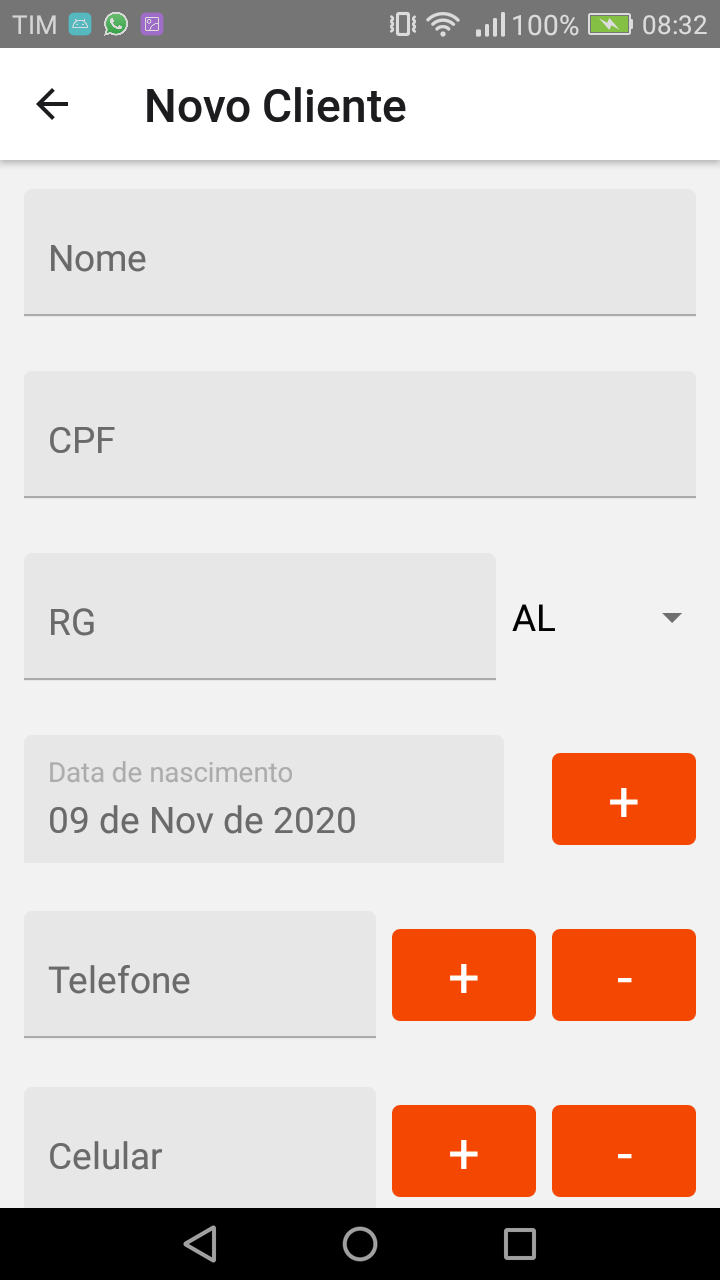 TIM 100% 08:32
Novo Cliente
Nome
CPF
RG AL
Data de nascimento
09 de Nov de 2020 +
Telefone + -
Celular + -